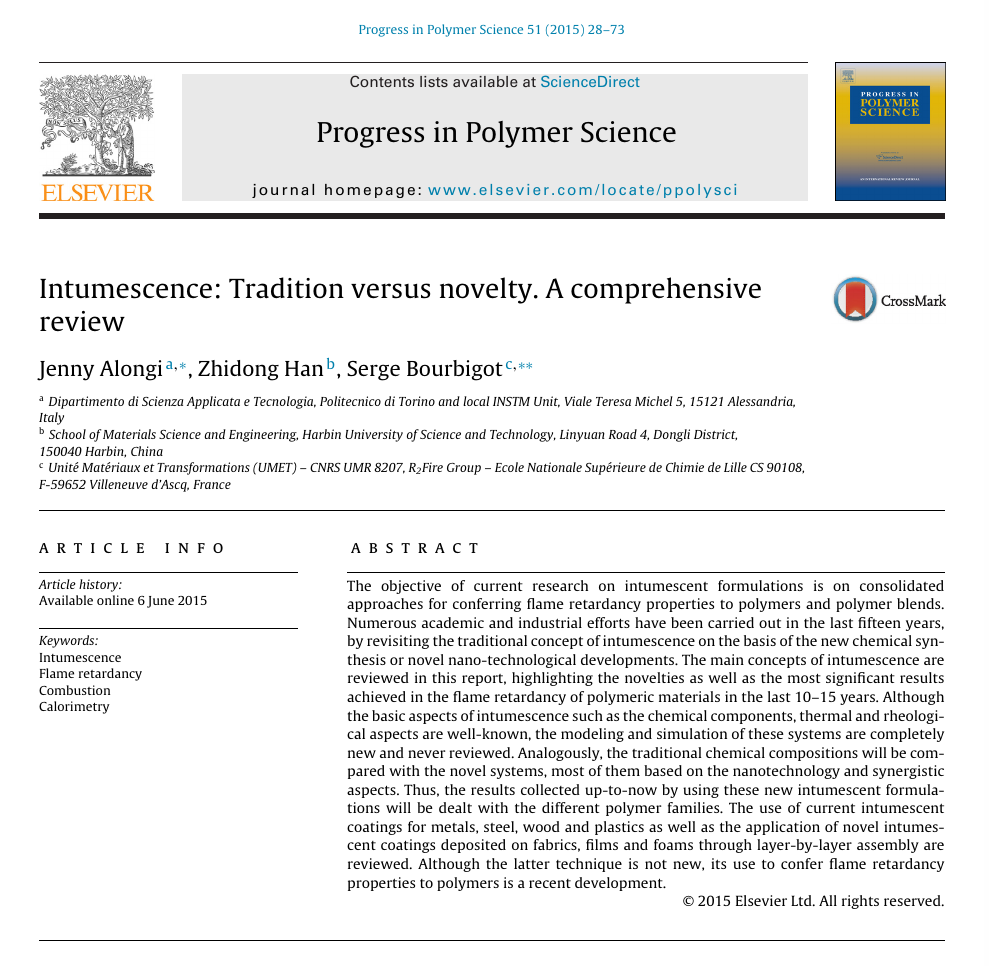 Progress in Polymer Science 51 (2015) 28–73
Contents lists available at ScienceDirect
Progress in Polymer Science
journal homepage: www.elsevier.com/locate/ppolysci
ELSEVIER
PROGRESS IN
POLYMER
SCIENCE
Intumescence: Tradition versus novelty. A comprehensive
review
CrossMark
Jenny Alongi a,*, Zhidong Han b, Serge Bourbigot c,**
a Dipartimento di Scienza Applicata e Tecnologia, Politecnico di Torino and local INSTM Unit, Viale Teresa Michel 5, 15121 Alessandria,
Italy
b School of Materials Science and Engineering, Harbin University of Science and Technology, Linyuan Road 4, Dongli District,
150040 Harbin, China
c Unité Matériaux et Transformations (UMET) – CNRS UMR 8207, R2Fire Group – Ecole Nationale Supérieure de Chimie de Lille CS 90108,
F-59652 Villeneuve d'Ascq, France
ARTICLE INFO
Article history:
Available online 6 June 2015
Keywords:
Intumescence
Flame retardancy
Combustion
Calorimetry
ABSTRACT
The objective of current research on intumescent formulations is on consolidated
approaches for conferring flame retardancy properties to polymers and polymer blends.
Numerous academic and industrial efforts have been carried out in the last fifteen years,
by revisiting the traditional concept of intumescence on the basis of the new chemical syn-
thesis or novel nano-technological developments. The main concepts of intumescence are
reviewed in this report, highlighting the novelties as well as the most significant results
achieved in the flame retardancy of polymeric materials in the last 10–15 years. Although
the basic aspects of intumescence such as the chemical components, thermal and rheologi-
cal aspects are well-known, the modeling and simulation of these systems are completely
new and never reviewed. Analogously, the traditional chemical compositions will be com-
pared with the novel systems, most of them based on the nanotechnology and synergistic
aspects. Thus, the results collected up-to-now by using these new intumescent formula-
tions will be dealt with the different polymer families. The use of current intumescent
coatings for metals, steel, wood and plastics as well as the application of novel intumes-
cent coatings deposited on fabrics, films and foams through layer-by-layer assembly are
reviewed. Although the latter technique is not new, its use to confer flame retardancy
properties to polymers is a recent development.
© 2015 Elsevier Ltd. All rights reserved.